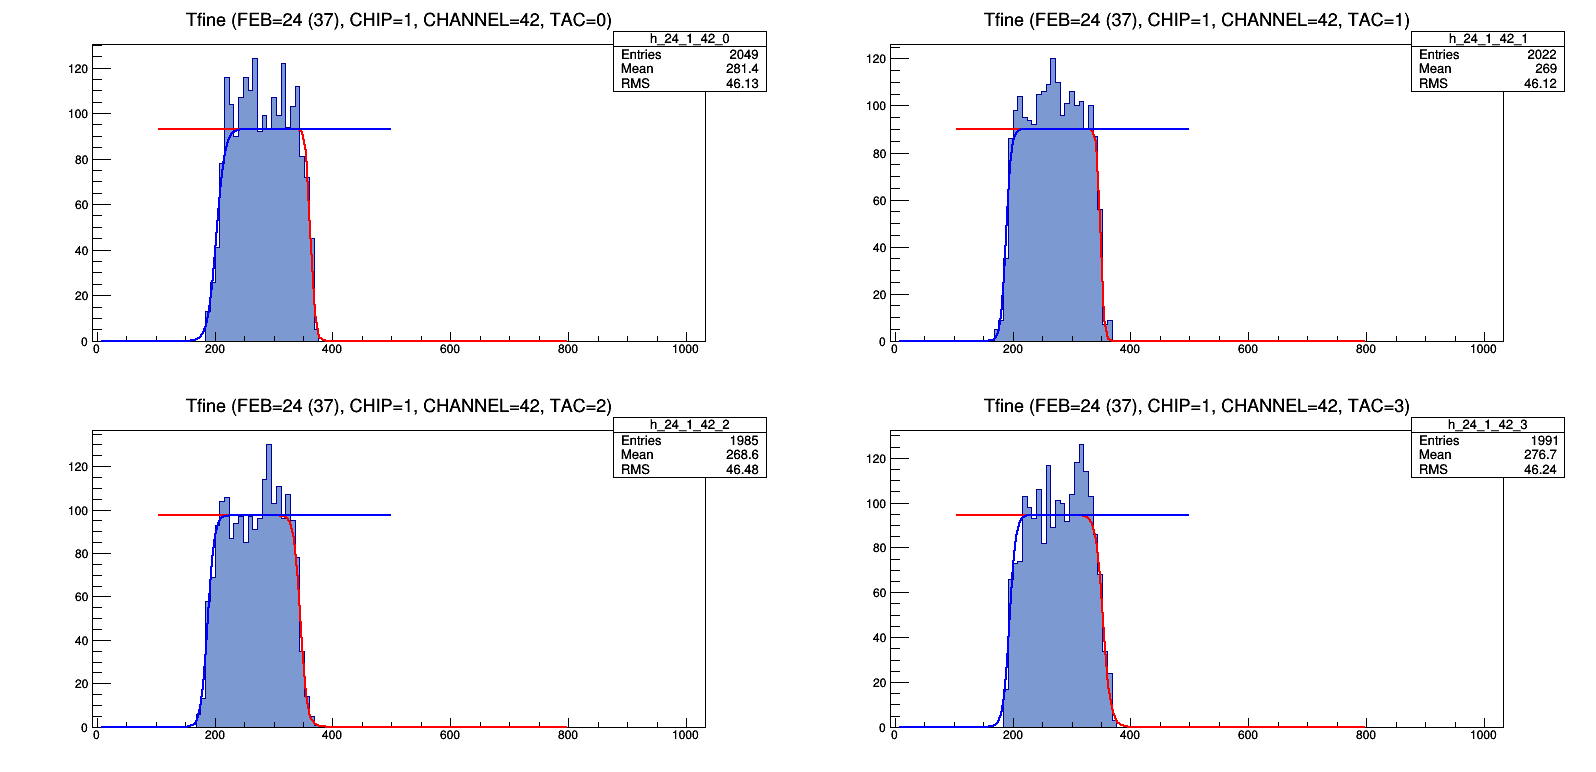 Tfine (FEB=24 (37), CHIP=1, CHANNEL=42, TAC=0)
h_24_1_42_0
Entries 2049
Mean 281.4
RMS 46.13
120
100
80
60
40
20
0
0 200 400 600 800 1000
Tfine (FEB=24 (37), CHIP=1, CHANNEL=42, TAC=1)
h_24_1_42_1
Entries 2022
Mean 269
RMS 46.12
120
100
80
60
40
20
0
0 200 400 600 800 1000
Tfine (FEB=24 (37), CHIP=1, CHANNEL=42, TAC=2)
h_24_1_42_2
Entries 1985
Mean 268.6
RMS 46.48
120
100
80
60
40
20
0
0 200 400 600 800 1000
Tfine (FEB=24 (37), CHIP=1, CHANNEL=42, TAC=3)
h_24_1_42_3
Entries 1991
Mean 276.7
RMS 46.24
120
100
80
60
40
20
0
0 200 400 600 800 1000